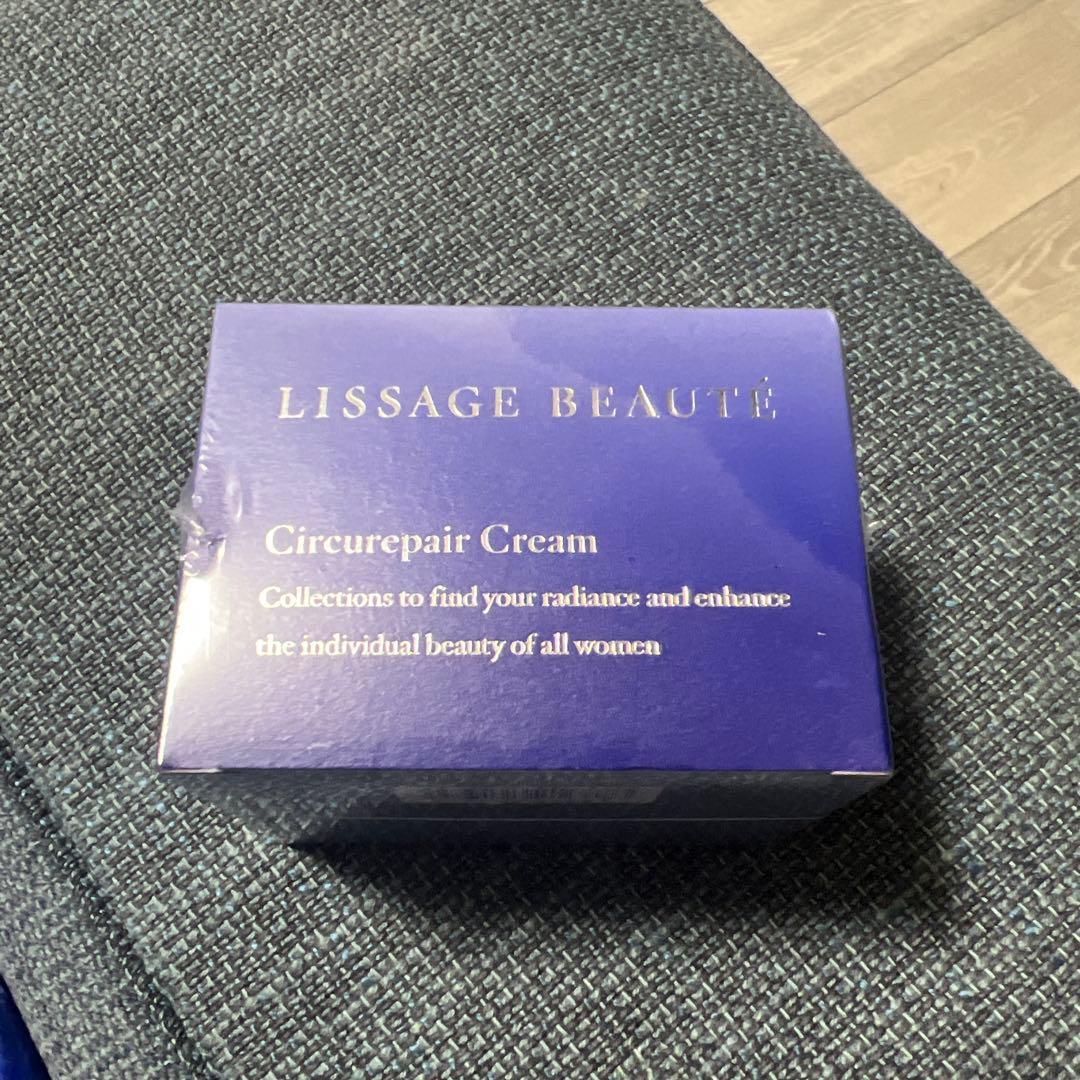 LISSAGE BEAUTÉ
Circurepair Cream
Collections to find your radiance and enhance
the individual beauty of all women